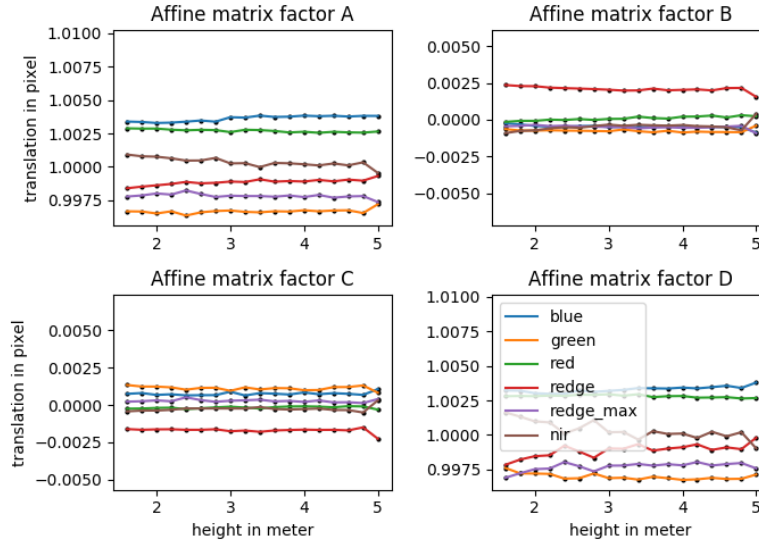 Affine matrix factor A
translation in pixel
1.0100
1.0075
1.0050
1.0025
1.0000
0.9975
2
3
4
5
Affine matrix factor B
0.0050
0.0025
0.0000
−0.0025
−0.0050
2
3
4
5
Affine matrix factor C
translation in pixel
0.0050
0.0025
0.0000
−0.0025
−0.0050
2
3
4
5
height in meter
Affine matrix factor D
1.0100
1.0075
1.0050
1.0025
1.0000
0.9975
blue
green
red
redge
redge_max
nir
2
3
4
5
height in meter